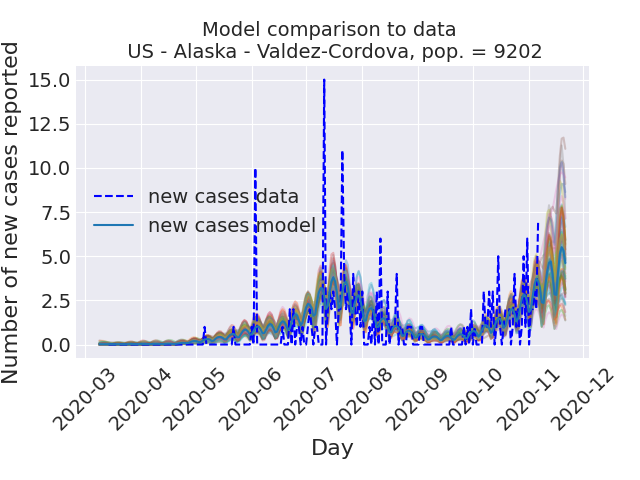 Model comparison to data
US - Alaska - Valdez-Cordova, pop. = 9202
Number of new cases reported
15.0
12.5
10.0
7.5
5.0
2.5
0.0
new cases data
new cases model
2020-03
2020-04
2020-05
2020-06
2020-07
2020-08
2020-09
2020-10
2020-11
2020-12
Day